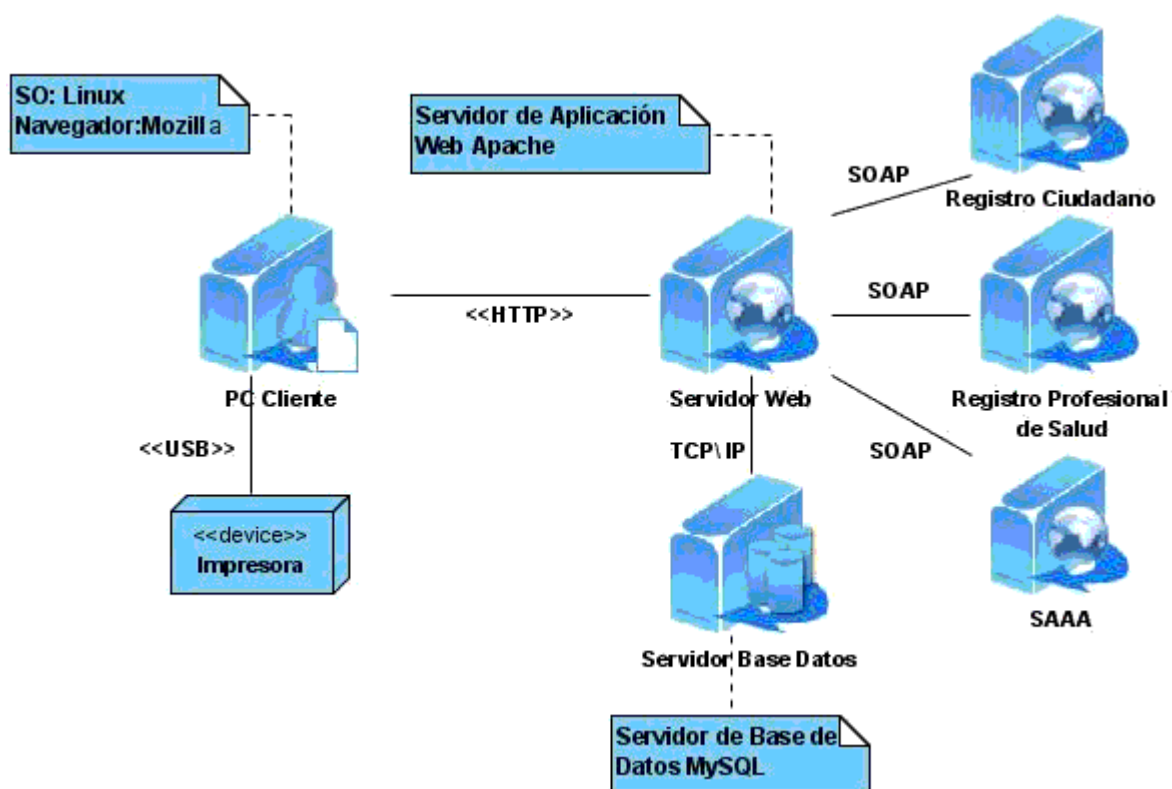 SO: Linux
Navegador:Mozilla
Servidor de Aplicación
Web Apache
SOAP
Registro Ciudadano
<<HTTP>>
SOAP
PC Cliente
Servidor Web
Registro Profesional
de Salud
<<USB>>
TCP\IP
SOAP
<<device>>
Impresora
SAAA
Servidor Base Datos
Servidor de Base de
Datos MySQL